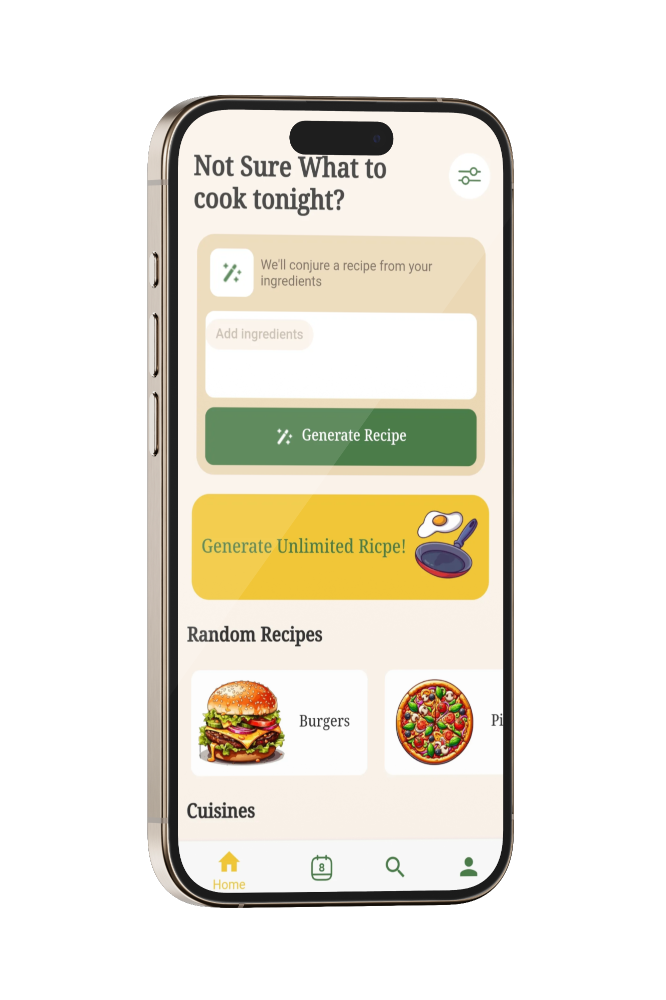 Not Sure What to
cook tonight?
We'll conjure a recipe from your
ingredients
Add ingredients
Generate Recipe
Generate Unlimited Ricpe!
Random Recipes
Burgers
Pi
Cuisines
8
Home